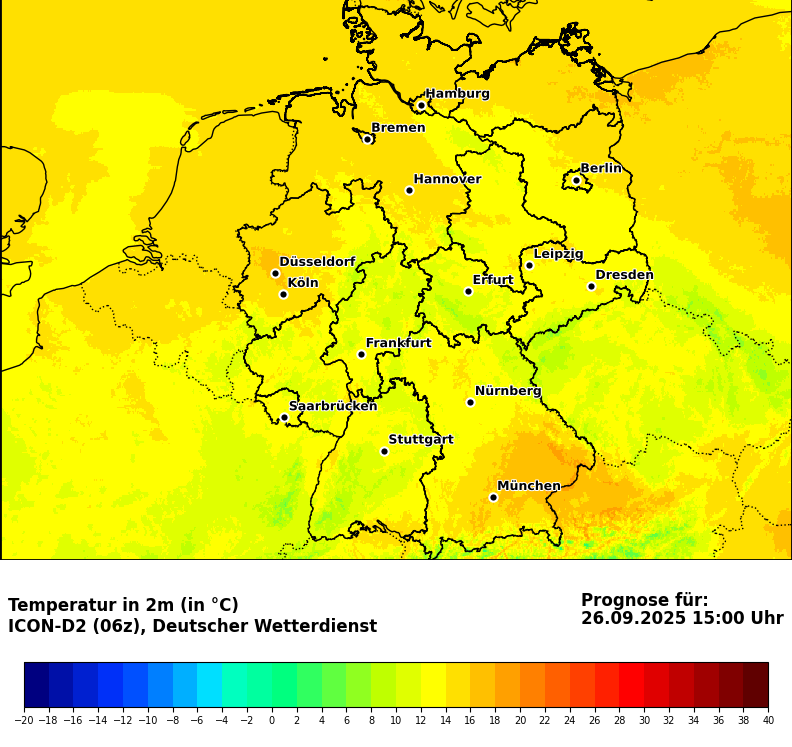 Hamburg
Bremen
Berlin
Hannover
Leipzig
Düsseldorf
Dresden
Köln
Erfurt
Frankfurt
Nürnberg
Saarbrücken
Stuttgart
München
Temperatur in 2m (in °C)
ICON-D2 (06z), Deutscher Wetterdienst
Prognose für:
26.09.2025 15:00 Uhr
−20 −18 −16 −14 −12 −10 −8 −6 −4 −2 0 2 4 6 8 10 12 14 16 18 20 22 24 26 28 30 32 34 36 38 40